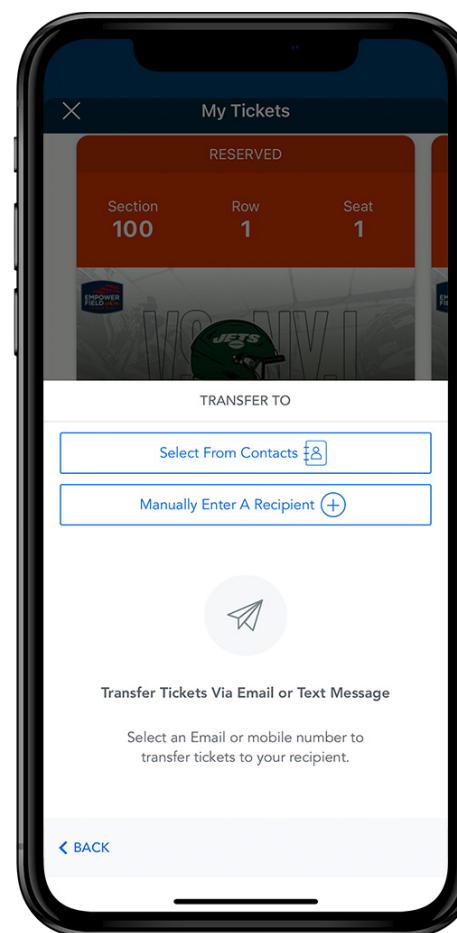 My Tickets
RESERVED
Section Row Seat
100 1 1
EMPOWER
FIELD
VS. NYJ
JETS
TRANSFER TO
Select From Contacts
Manually Enter A Recipient
Transfer Tickets Via Email or Text Message
Select an Email or mobile number to
transfer tickets to your recipient.
BACK